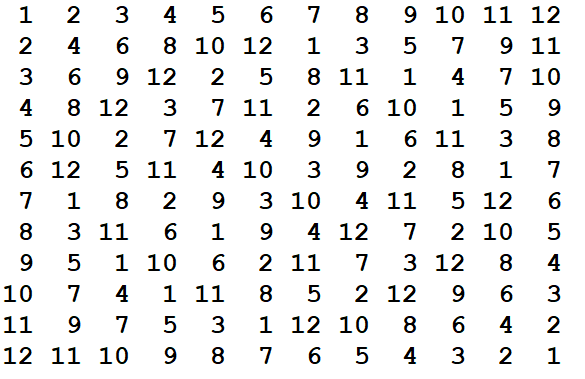 1 2 3 4 5 6 7 8 9 10 11 12
2 4 6 8 10 12 1 3 5 7 9 11
3 6 9 12 2 5 8 11 1 4 7 10
4 8 12 3 7 11 2 6 10 1 5 9
5 10 2 7 12 4 9 1 6 11 3 8
6 12 5 11 4 10 3 9 2 8 1 7
7 1 8 2 9 3 10 4 11 5 12 6
8 3 11 6 1 9 4 12 7 2 10 5
9 5 1 10 6 2 11 7 3 12 8 4
10 7 4 1 11 8 5 2 12 9 6 3
11 9 7 5 3 1 12 10 8 6 4 2
12 11 10 9 8 7 6 5 4 3 2 1